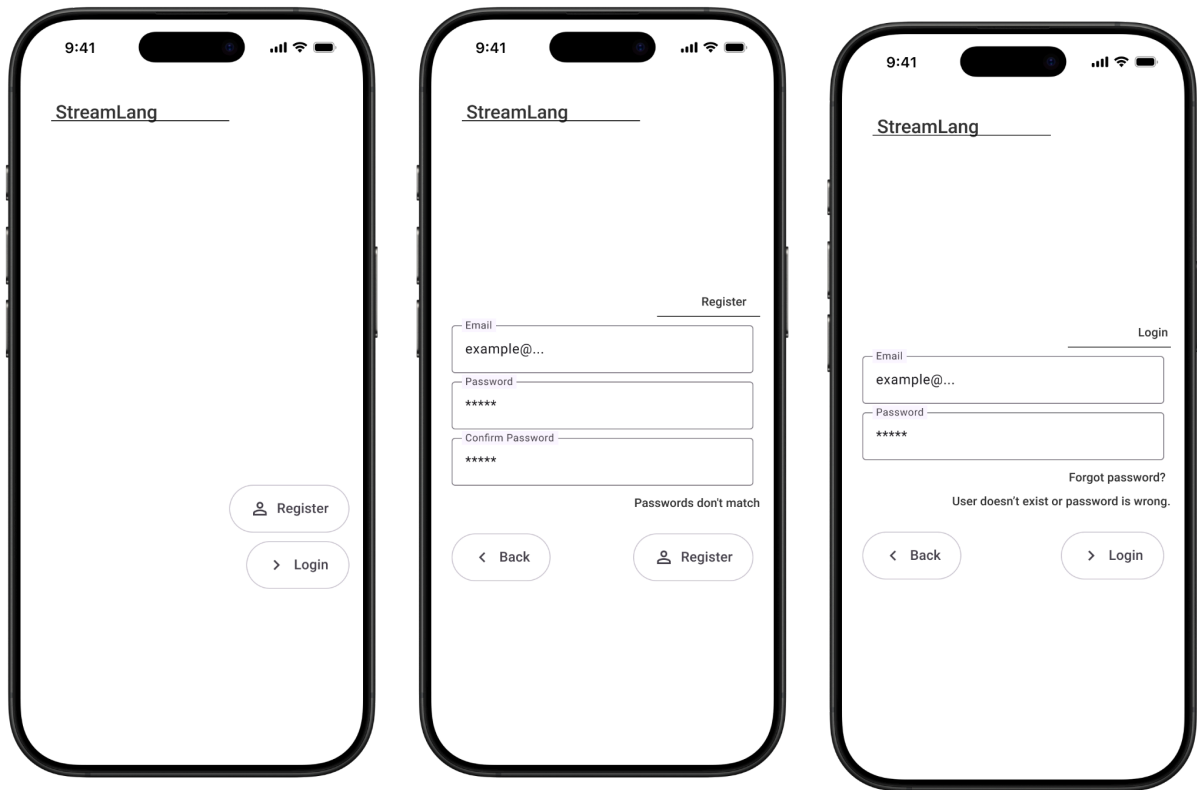 9:41
StreamLang
Register
Login
9:41
StreamLang
Register
Email
example@...
Password
*****
Confirm Password
*****
Passwords don't match
Back
Register
9:41
StreamLang
Login
Email
example@...
Password
*****
Forgot password?
User doesn’t exist or password is wrong.
Back
Login